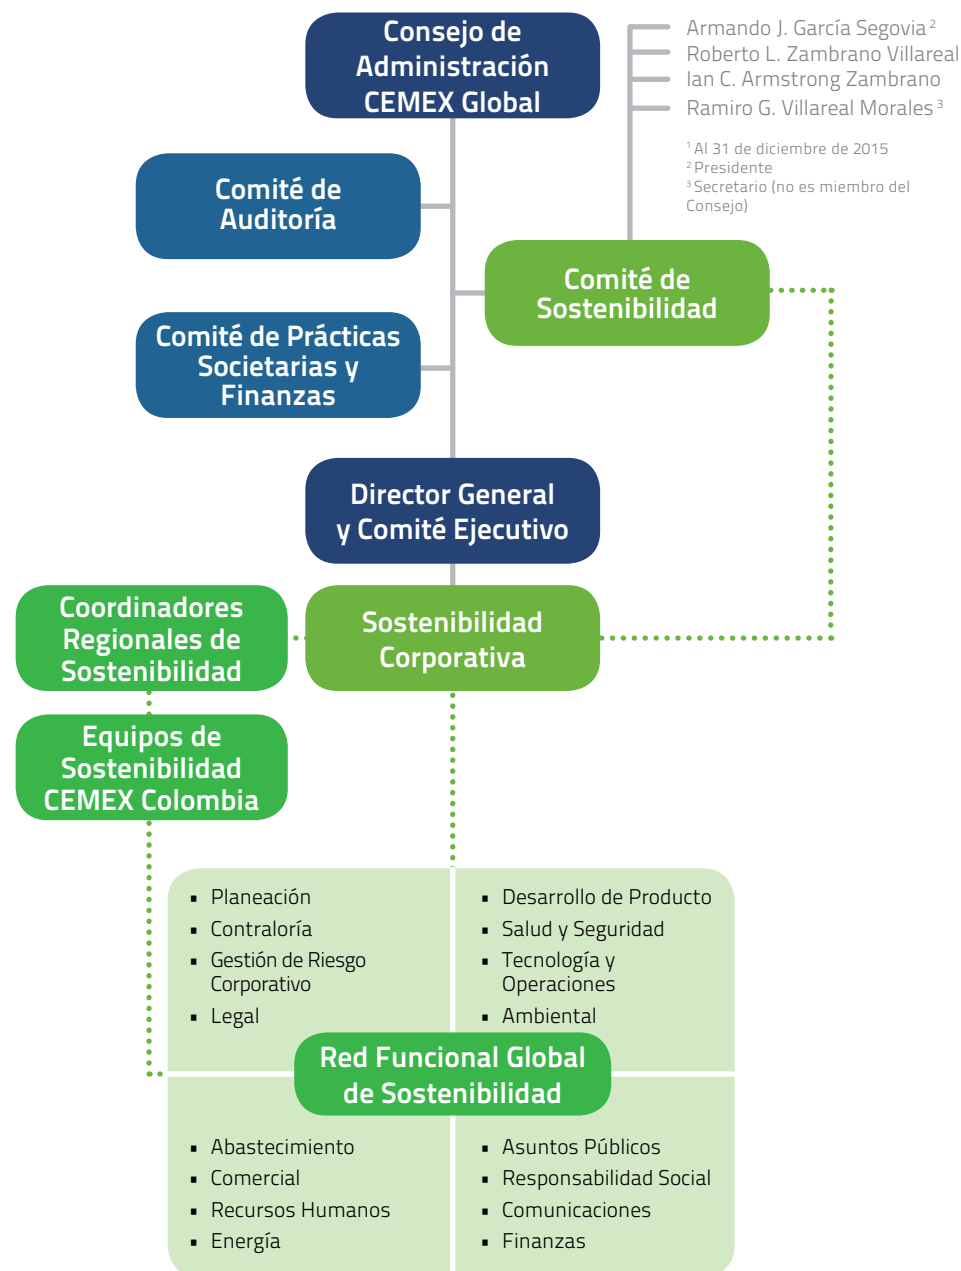 Consejo de
Administración
CEMEX Global
Armando J. García Segovia ²
Roberto L. Zambrano Villareal
Ian C. Armstrong Zambrano
Ramiro G. Villareal Morales ³
¹ Al 31 de diciembre de 2015
² Presidente
³ Secretario (no es miembro del
Consejo)
Comité de
Auditoría
Comité de
Sostenibilidad
Comité de Prácticas
Societarias y
Finanzas
Director General
y Comité Ejecutivo
Coordinadores
Regionales de
Sostenibilidad
Sostenibilidad
Corporativa
Equipos de
Sostenibilidad
CEMEX Colombia
▪ Planeación
▪ Contraloría
▪ Gestión de Riesgo
Corporativo
▪ Legal
▪ Desarrollo de Producto
▪ Salud y Seguridad
▪ Tecnología y
Operaciones
▪ Ambiental
Red Funcional Global
de Sostenibilidad
▪ Abastecimiento
▪ Comercial
▪ Recursos Humanos
▪ Energía
▪ Asuntos Públicos
▪ Responsabilidad Social
▪ Comunicaciones
▪ Finanzas